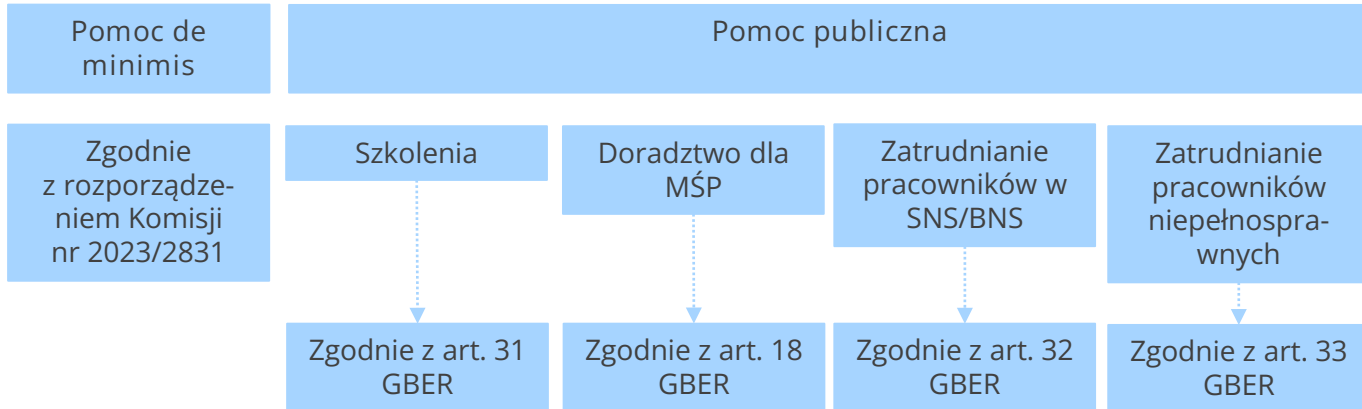 Pomoc de
minimis
Pomoc publiczna
Zgodnie
z rozporządze-
niem Komisji
nr 2023/2831
Szkolenia
Doradztwo dla
MŚP
Zatrudnianie
pracowników w
SNS/BNS
Zatrudnianie
pracowników
niepełnospra-
wnych
Zgodnie z art. 31
GBER
Zgodnie z art. 18
GBER
Zgodnie z art. 32
GBER
Zgodnie z art. 33
GBER